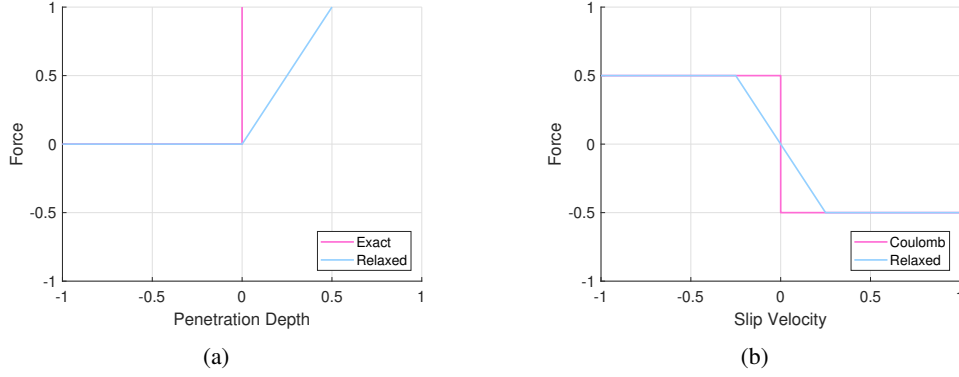 1
0.5
0
-0.5
-1
Force
-1
-0.5
0
0.5
1
Penetration Depth
Exact
Relaxed
(a)
1
0.5
0
-0.5
-1
Force
-1
-0.5
0
0.5
1
Slip Velocity
Coulomb
Relaxed
(b)